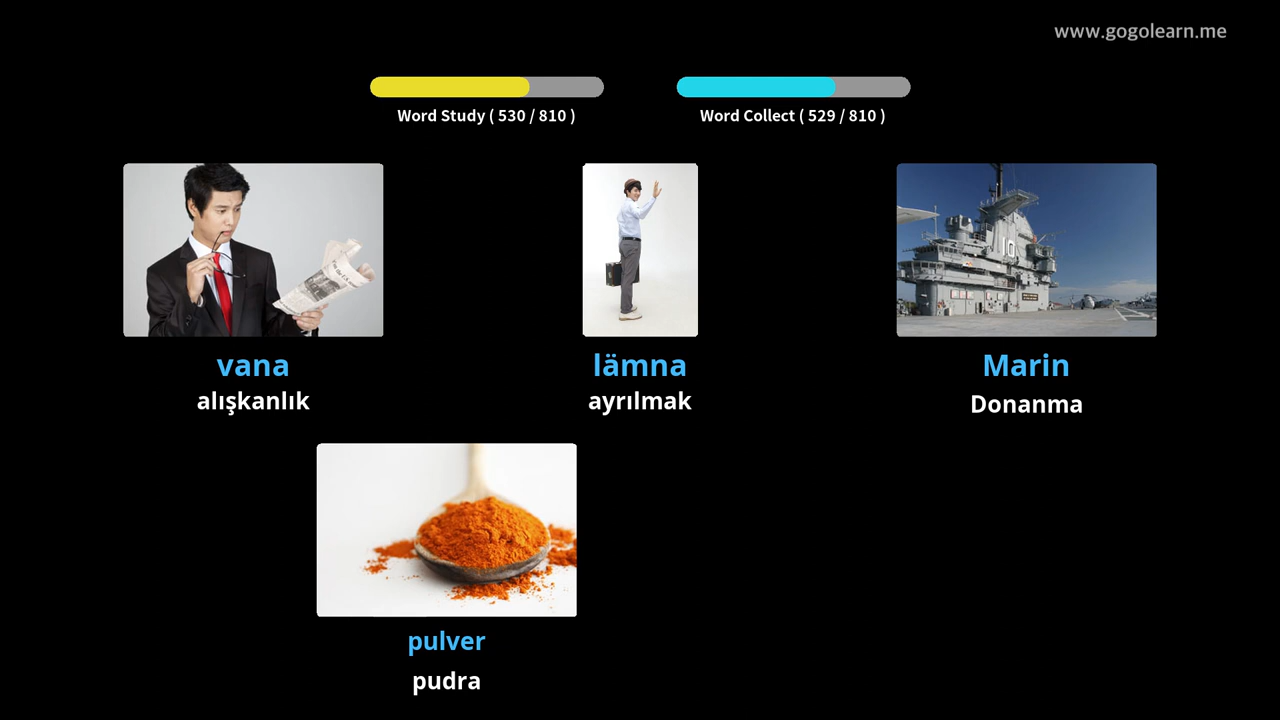 www.gogolearn.me
Word Study ( 530 / 810 )
Word Collect ( 529 / 810 )
vana
alışkanlık
lämna
ayrılmak
16
Marin
Donanma
pulver
pudra